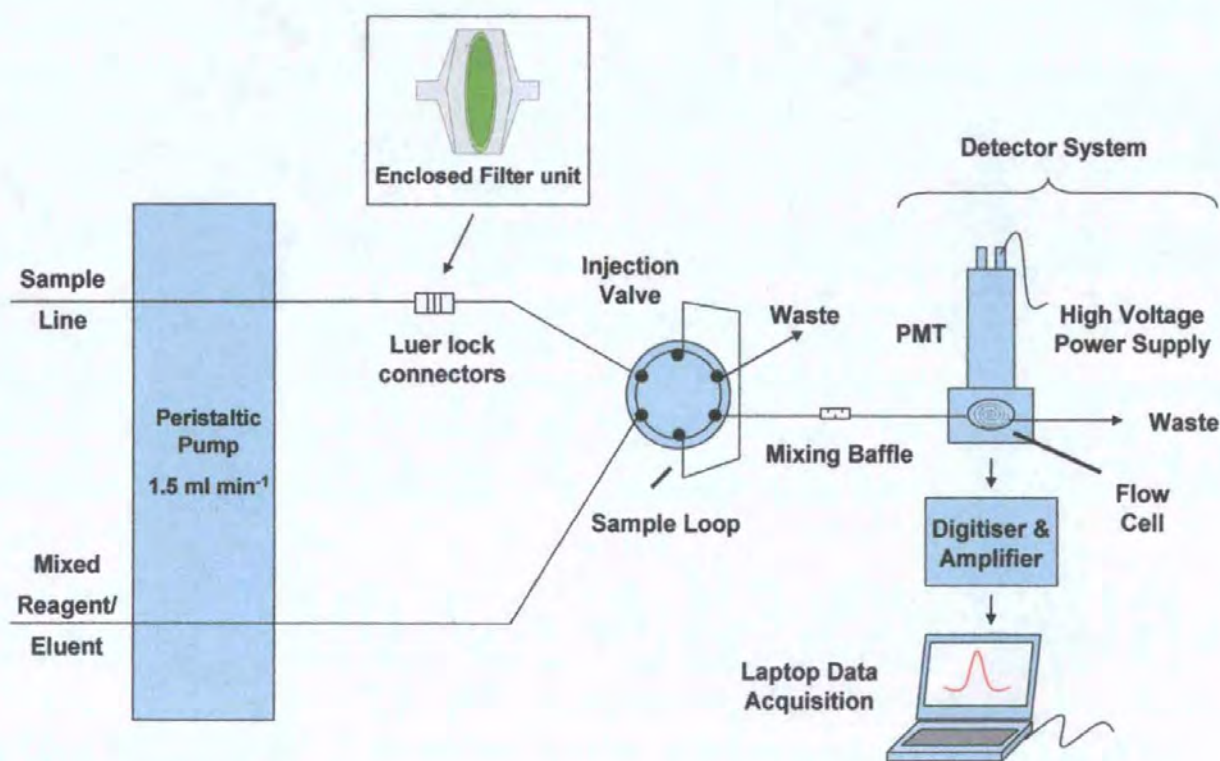 Enclosed Filter unit
Detector System
Sample
Line
Injection
Valve
Waste
PMT
High Voltage
Power Supply
Luer lock
connectors
Peristaltic
Pump
1.5 ml min⁻¹
Mixing Baffle
Waste
Flow
Cell
Sample Loop
Digitiser &
Amplifier
Mixed
Reagent/
Eluent
Laptop Data
Acquisition